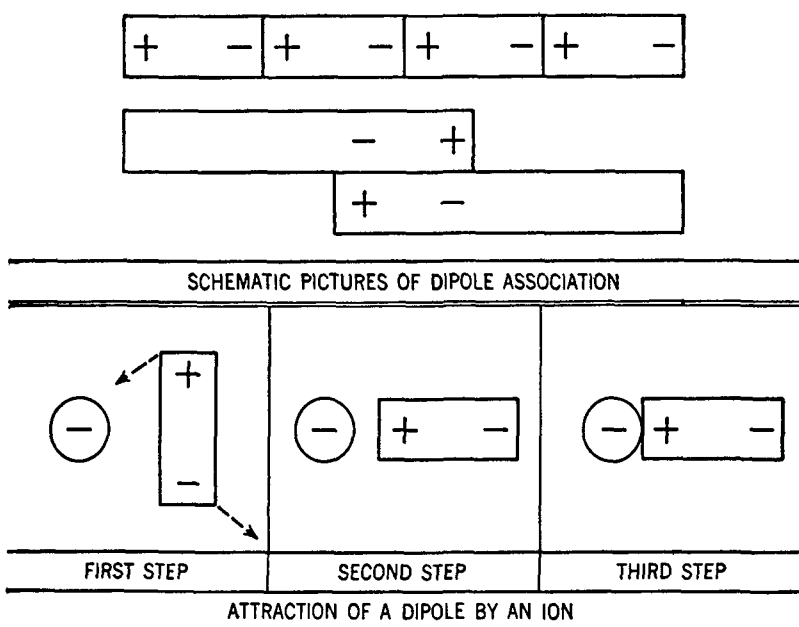 + − + − + − + −
− +
+ −
SCHEMATIC PICTURES OF DIPOLE ASSOCIATION
− + −
− + −
− + −
FIRST STEP SECOND STEP THIRD STEP
ATTRACTION OF A DIPOLE BY AN ION